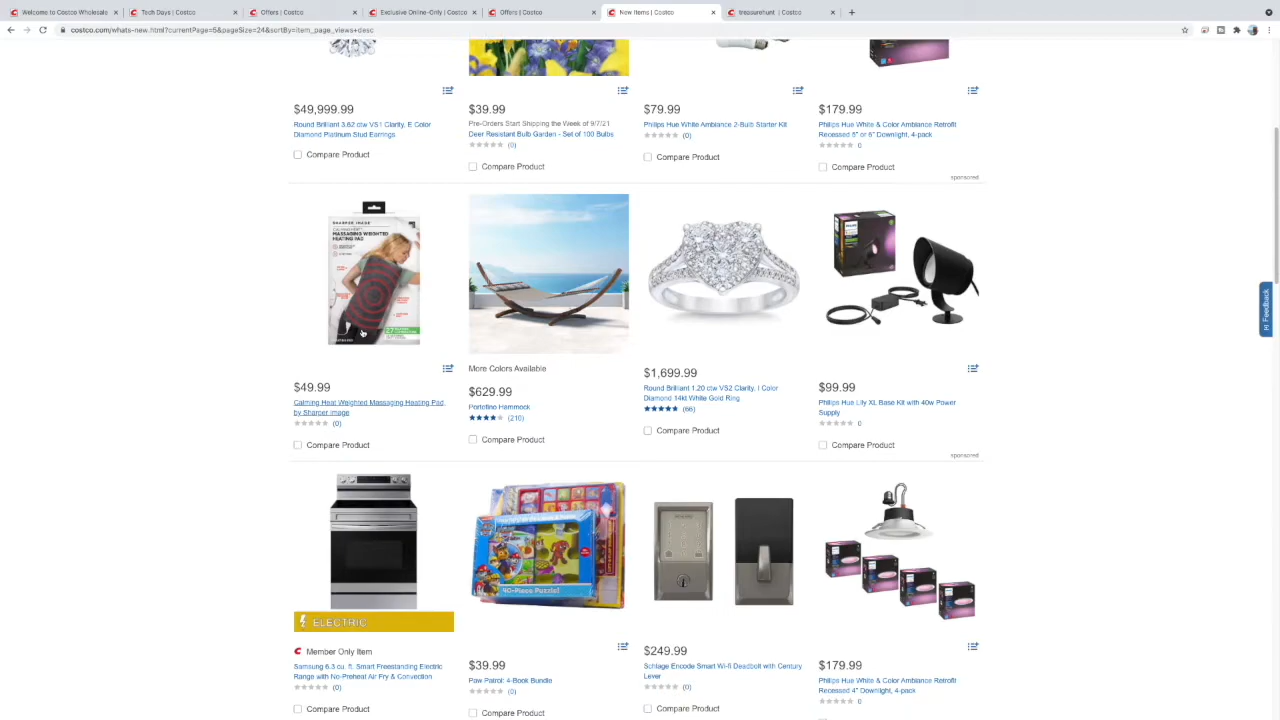 Welcome to Costco Wholesale
Tech Days | Costco
Offers | Costco
Exclusive Online-Only | Costco
Offers | Costco
New Items | Costco
treasurehunt | Costco
costco.com/whats-new.html?currentPage=5&pageSize=24&sortBy=item_page_views+desc
$49,999.99
Round Brilliant 3.62 ctw VS1 Clarity, E Color
Diamond Platinum Stud Earrings
Compare Product
$39.99
Pre-Orders Start Shipping the Week of 9/7/21
Deer Resistant Bulb Garden - Set of 100 Bulbs
(0)
Compare Product
$79.99
Philips Hue White Ambiance 2-Bulb Starter Kit
(0)
Compare Product
$179.99
Philips Hue White & Color Ambiance Retrofit
Recessed 5" or 6" Downlight, 4-pack
0
Compare Product
sponsored
SHARPER IMAGE
MASSAGING WEIGHTED
HEATING PAD
$49.99
Calming Heat Weighted Massaging Heating Pad,
by Sharper Image
(0)
Compare Product
More Colors Available
$629.99
Portofino Hammock
(216)
Compare Product
$1,699.99
Round Brilliant 1.20 ctw VS2 Clarity, I Color
Diamond 14kt White Gold Ring
(66)
Compare Product
$99.99
Philips Hue Lily XL Base Kit with 40w Power
Supply
0
Compare Product
sponsored
Feedback
ELECTRIC
Member Only Item
Samsung 6.3 cu. ft. Smart Freestanding Electric
Range with No-Preheat Air Fry & Convection
(0)
Compare Product
40-Piece Puzzle!
$39.99
Paw Patrol: 4-Book Bundle
(0)
Compare Product
$249.99
Schlage Encode Smart Wi-fi Deadbolt with Century
Lever
(0)
Compare Product
$179.99
Philips Hue White & Color Ambiance Retrofit
Recessed 4" Downlight, 4-pack
0